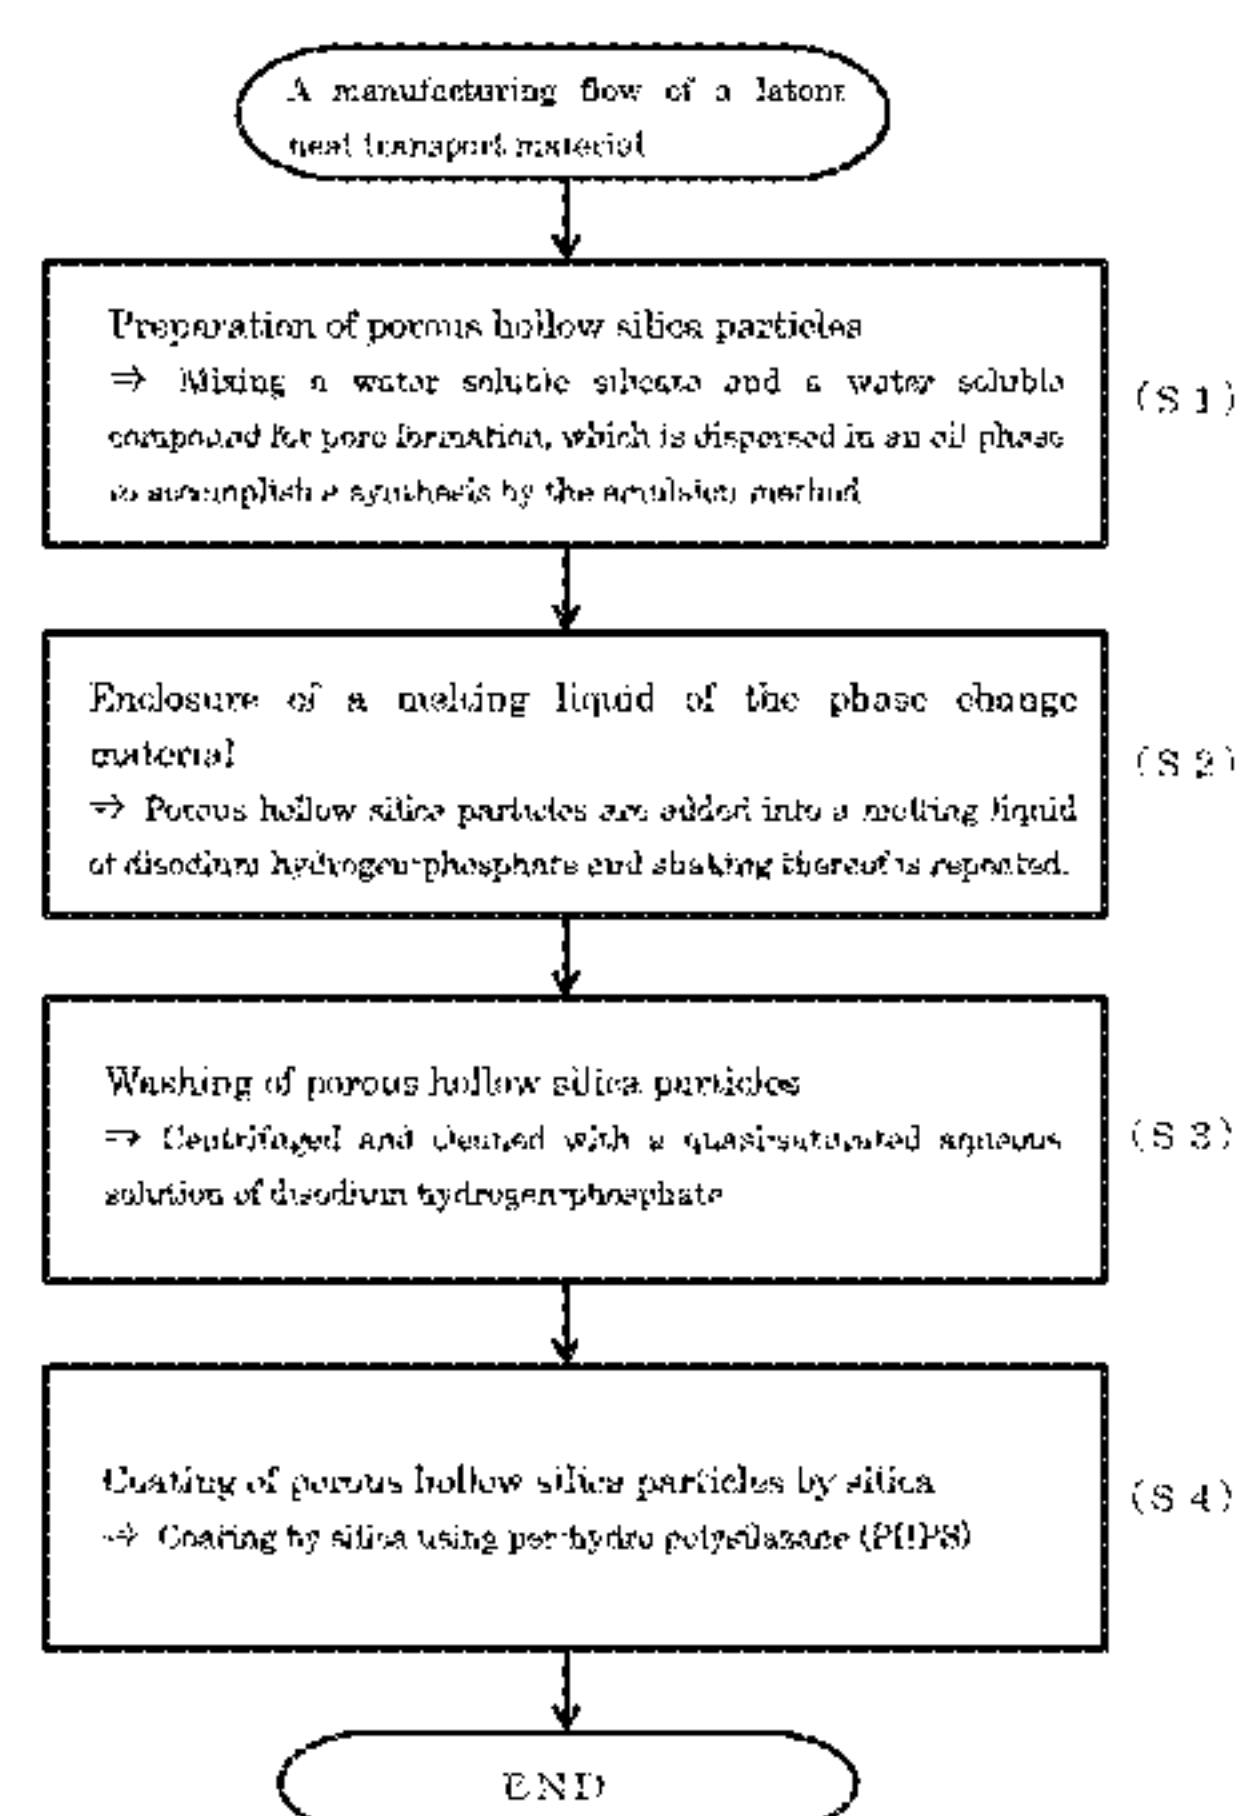 A manufacturing flow of a latent
heat transport material
Preparation of porous hollow silica particles
⇒ Mixing a water soluble silicate and a water soluble
compound for pore formation, which is dispersed in an oil phase
to accomplish a synthesis by the emulsion method
(S1)
Enclosure of a melting liquid of the phase change
material
⇒ Porous hollow silica particles are added into a melting liquid
of disodium hydrogen-phosphate and shaking thereof is repeated.
(S2)
Washing of porous hollow silica particles
⇒ Centrifuged and cleaned with a quasi-saturated aqueous
solution of disodium hydrogen-phosphate
(S3)
Coating of porous hollow silica particles by silica
⇒ Coating by silica using per-hydro polysilazane (PHPS)
(S4)
END